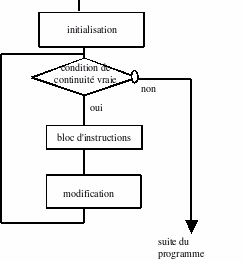 initialisation
condition de
continuité vraie
non
oui
bloc d'instructions
modification
suite du
programme